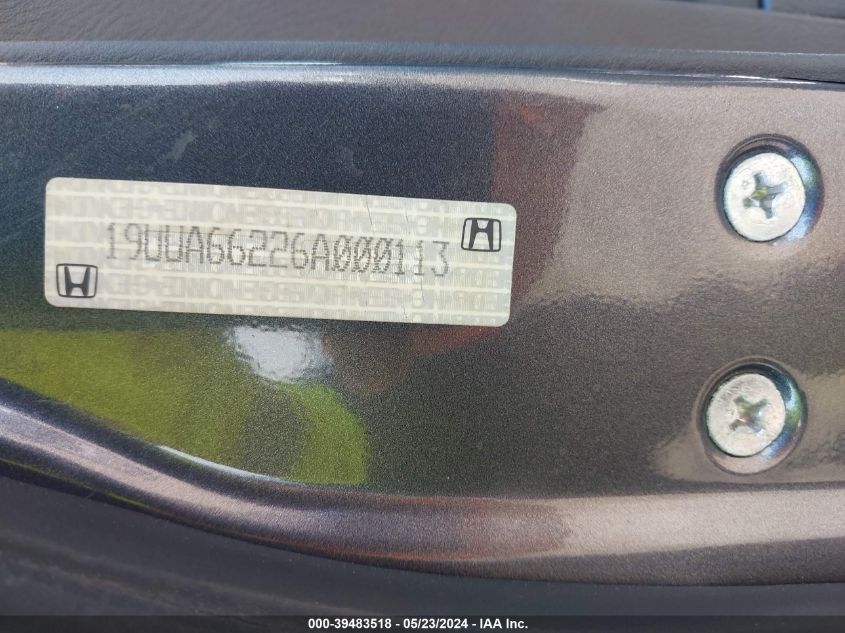 19UUA66226A000113
000-39483518 - 05/23/2024 - IAA Inc.